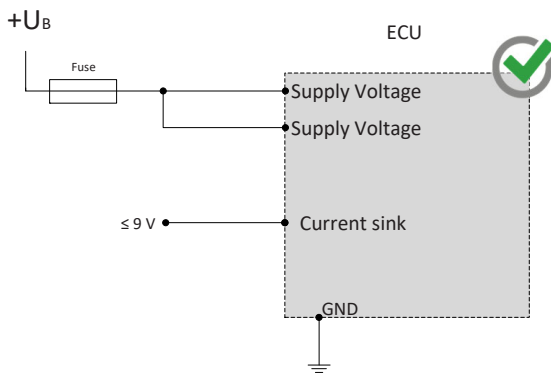 +UB
ECU
Fuse
Supply Voltage
Supply Voltage
≤ 9 V
Current sink
GND